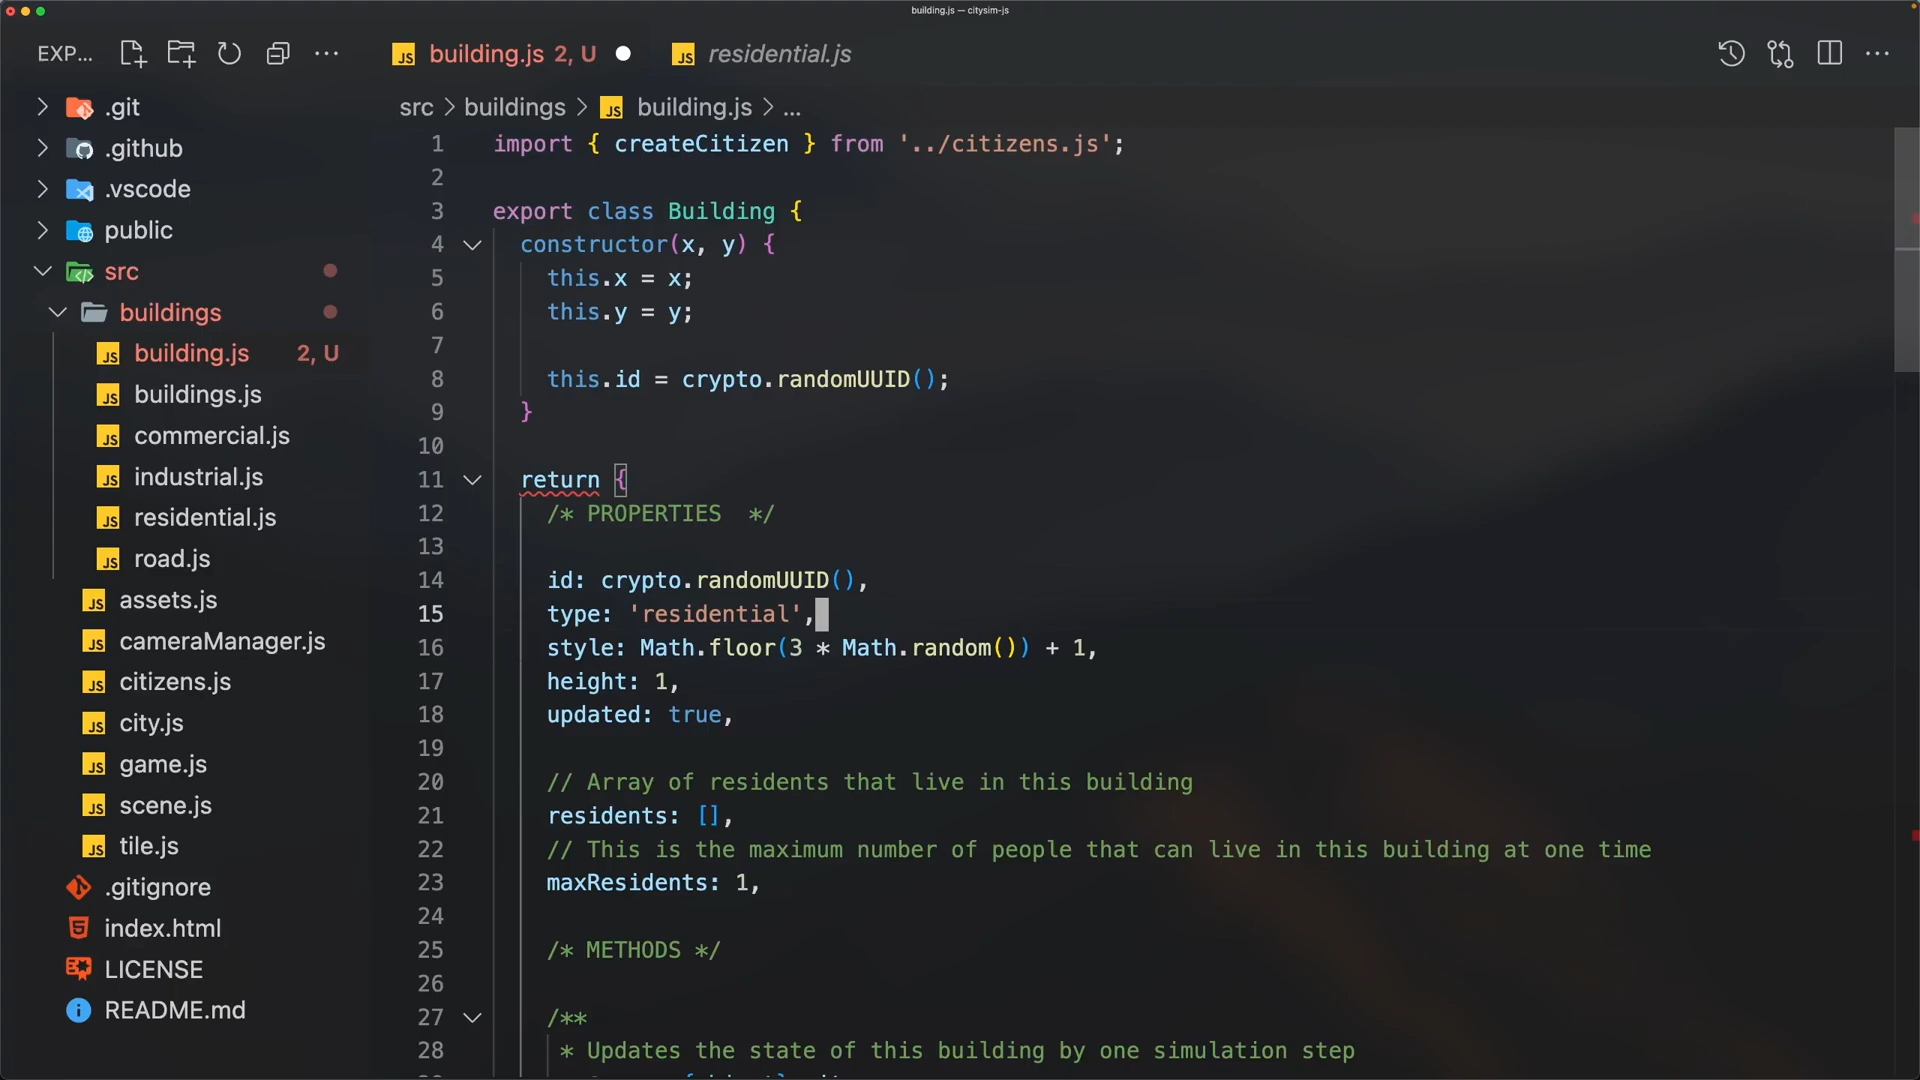 building.js — citysim-js
EXP...
building.js 2, U
residential.js
.git
.github
.vscode
public
src
buildings
building.js 2, U
buildings.js
commercial.js
industrial.js
residential.js
road.js
assets.js
cameraManager.js
citizens.js
city.js
game.js
scene.js
tile.js
.gitignore
index.html
LICENSE
README.md
src > buildings > JS building.js > ...
1 import { createCitizen } from '../citizens.js';
2
3 export class Building {
4 constructor(x, y) {
5 this.x = x;
6 this.y = y;
7
8 this.id = crypto.randomUUID();
9 }
10
11 return {
12 /* PROPERTIES  */
13
14 id: crypto.randomUUID(),
15 type: 'residential',
16 style: Math.floor(3 * Math.random()) + 1,
17 height: 1,
18 updated: true,
19
20 // Array of residents that live in this building
21 residents: [],
22 // This is the maximum number of people that can live in this building at one time
23 maxResidents: 1,
24
25 /* METHODS */
26
27 /**
28 * Updates the state of this building by one simulation step